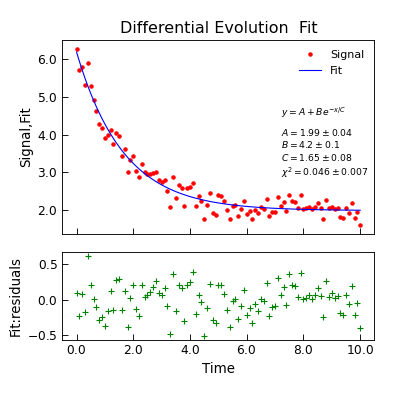 Differential Evolution  Fit
6.0
5.0
4.0
3.0
2.0
Signal,Fit
Signal
Fit
y = A + Be^{-x/C}
A = 1.99 ± 0.04
B = 4.2 ± 0.1
C = 1.65 ± 0.08
χ² = 0.046 ± 0.007
0.5
0.0
−0.5
Fit:residuals
0.0 2.0 4.0 6.0 8.0 10.0
Time